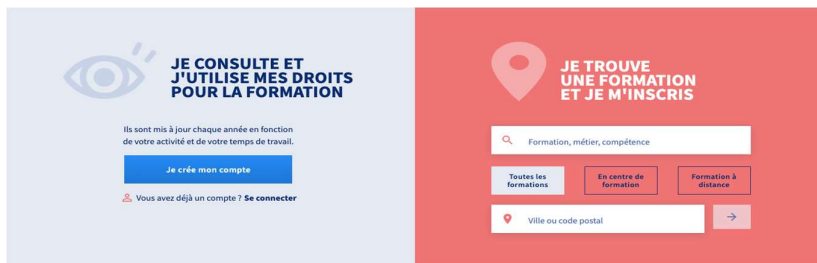 JE CONSULTE ET
J'UTILISE MES DROITS
POUR LA FORMATION
Ils sont mis à jour chaque année en fonction
de votre activité et de votre temps de travail.
Je crée mon compte
Vous avez déjà un compte ? Se connecter
JE TROUVE
UNE FORMATION
ET JE M'INSCRIS
Formation, métier, compétence
Toutes les
formations
En centre de
formation
Formation à
distance
Ville ou code postal